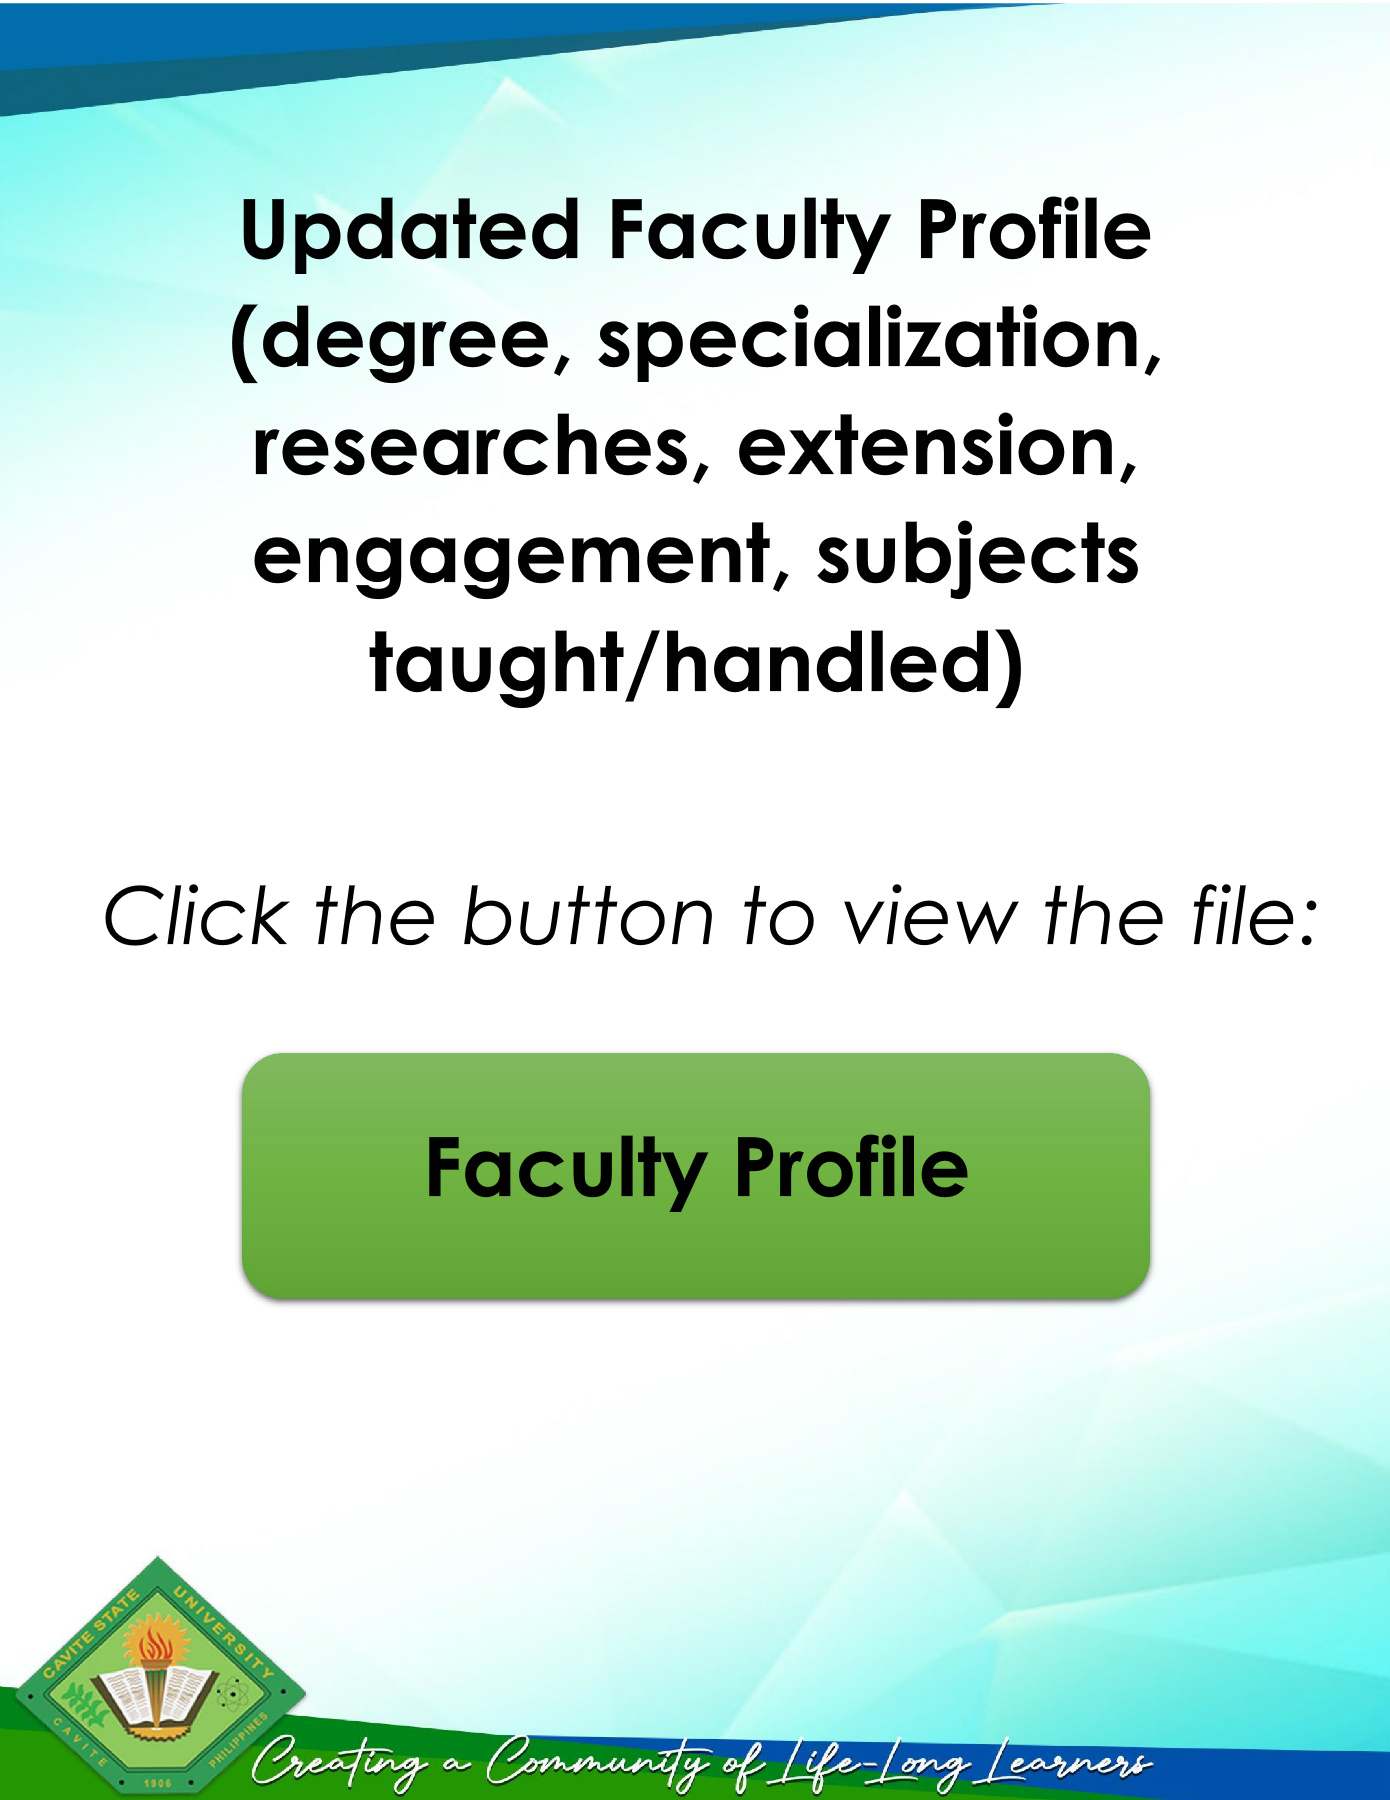 Updated Faculty Profile
(degree, specialization,
researches, extension,
engagement, subjects
taught/handled)
Click the button to view the file:
Faculty Profile
CAVITE STATE UNIVERSITY
CAVITE
1906
PHILIPPINES
Creating a Community of Life-Long Learners